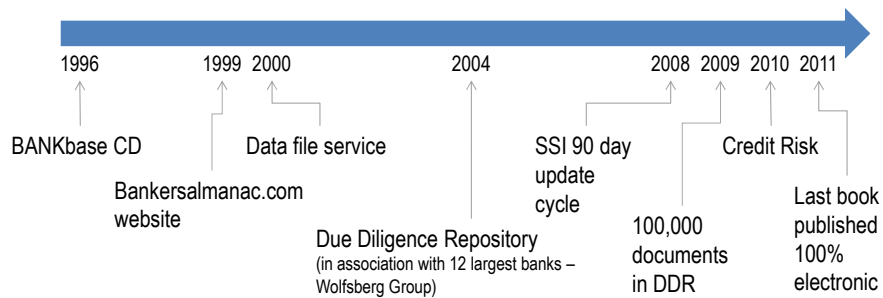 1996 1999 2000 2004 2008 2009 2010 2011
BANKbase CD
Bankersalmanac.com
website
Data file service
Due Diligence Repository
(in association with 12 largest banks –
Wolfsberg Group)
SSI 90 day
update
cycle
100,000
documents
in DDR
Credit Risk
Last book
published
100%
electronic